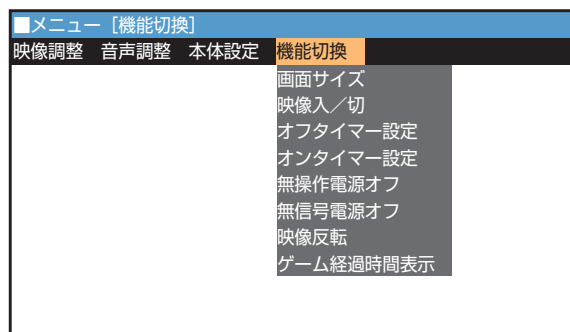 ■メニュー［機能切換］
映像調整 音声調整 本体設定 機能切換
画面サイズ
映像入／切
オフタイマー設定
オンタイマー設定
無操作電源オフ
無信号電源オフ
映像反転
ゲーム経過時間表示